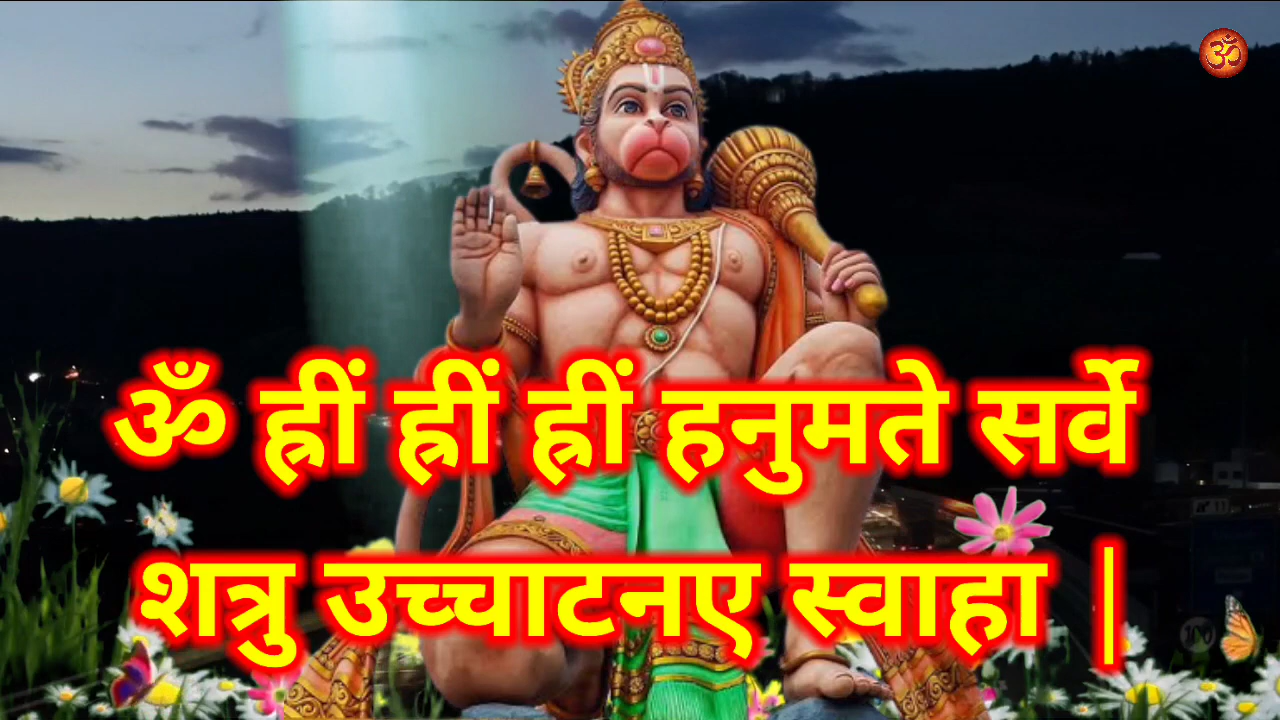 ॐ
ॐ ह्रीं ह्रीं ह्रीं हनुमते सर्वे
शत्रु उच्चाटनए स्वाहा |